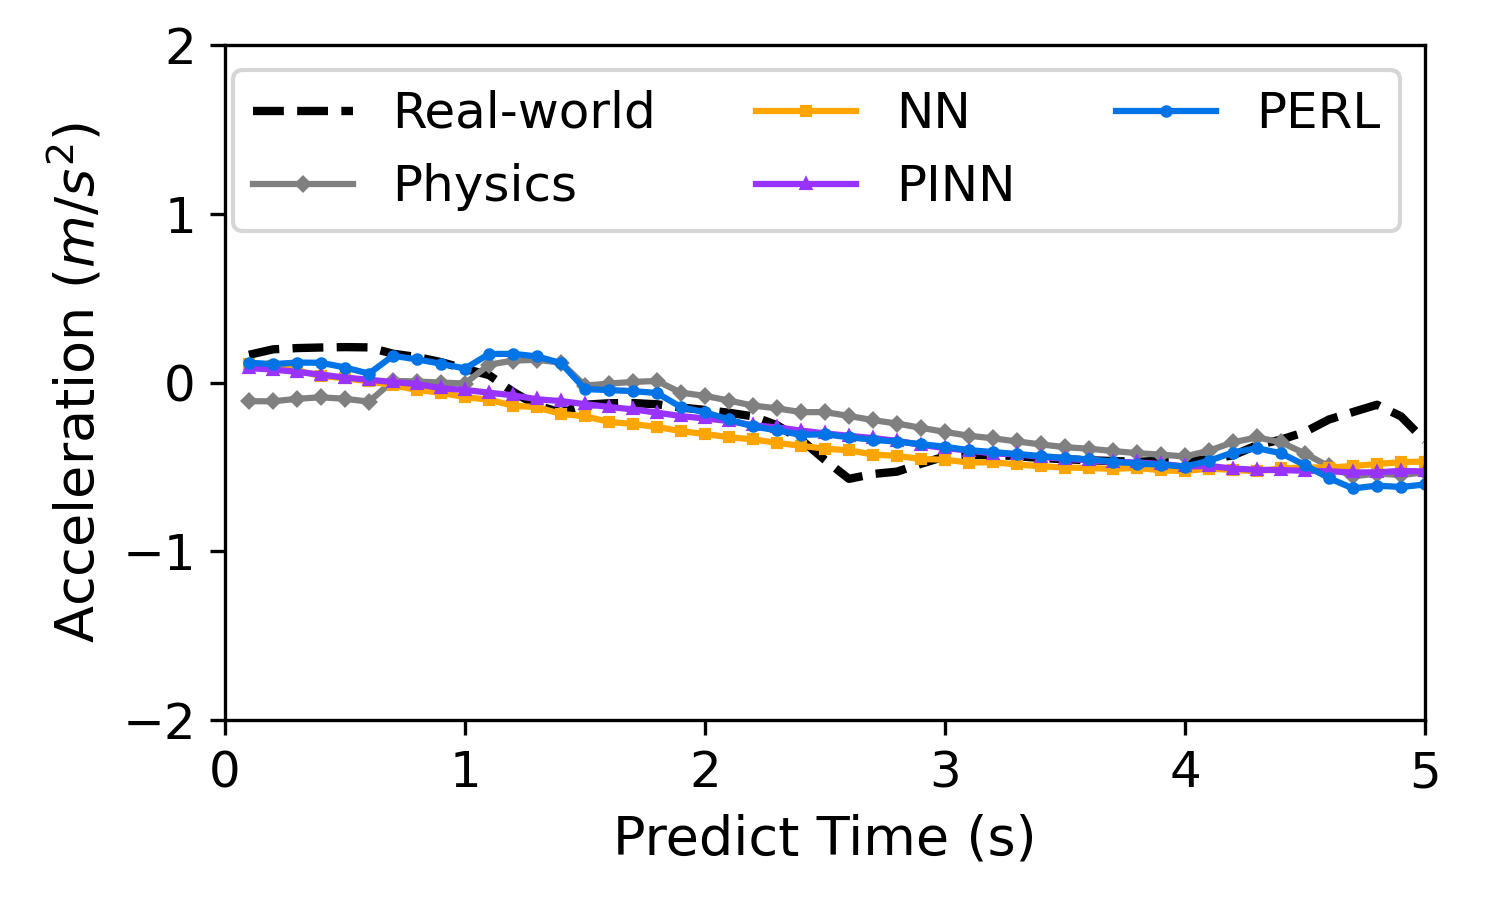 2
1
0
−1
−2
Acceleration (m/s²)
Real-world
Physics
NN
PINN
PERL
0 1 2 3 4 5
Predict Time (s)